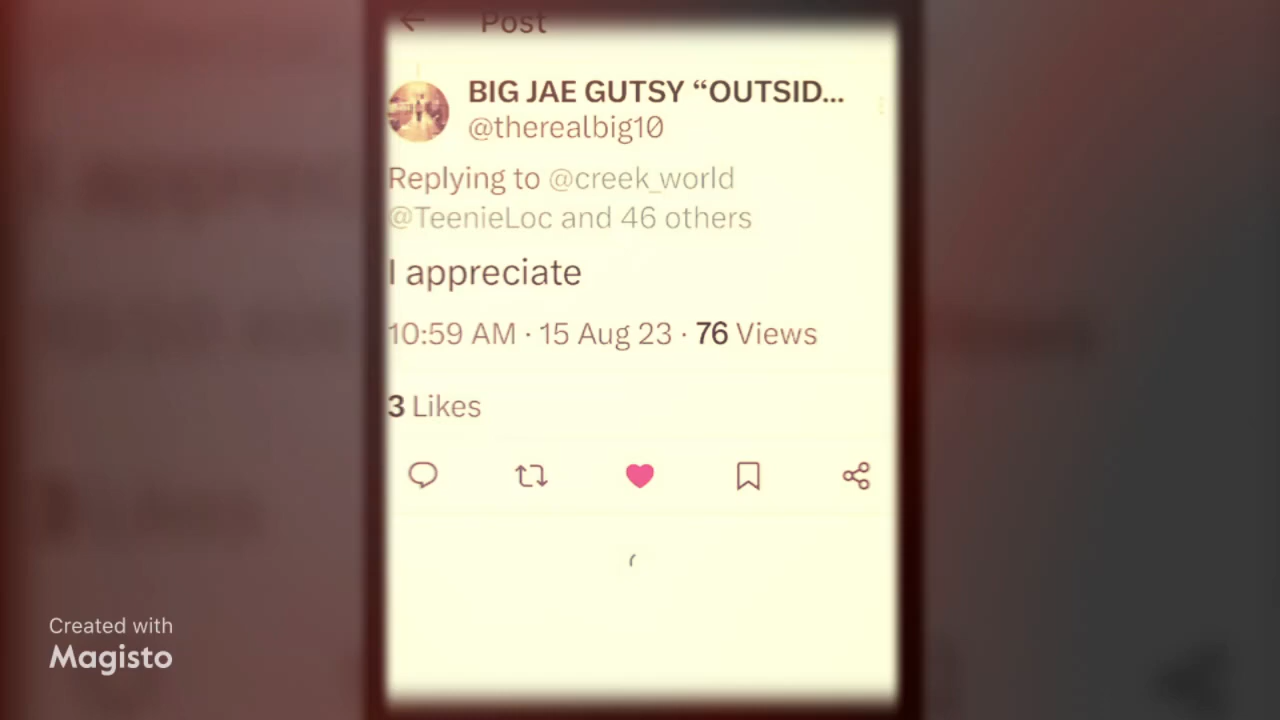 Post
BIG JAE GUTSY “OUTSID...
@therealbig10
Replying to @creek_world
@TeenieLoc and 46 others
I appreciate
10:59 AM · 15 Aug 23 · 76 Views
3 Likes
Created with
Magisto